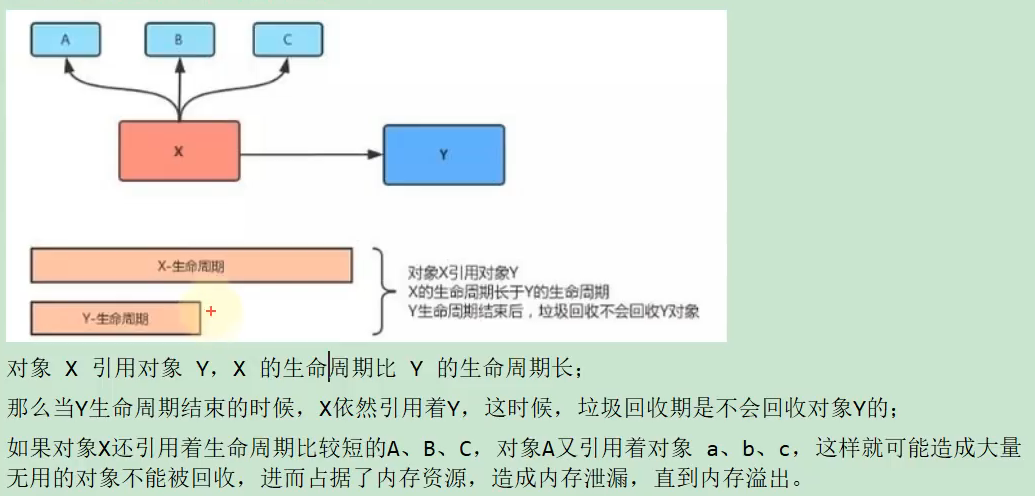 A
B
C
X
Y
X-生命周期
Y-生命周期
对象X引用对象Y
X的生命周期长于Y的生命周期
Y生命周期结束后，垃圾回收不会回收Y对象
对象 X 引用对象 Y，X 的生命周期比 Y 的生命周期长；
那么当Y生命周期结束的时候，X依然引用着Y，这时候，垃圾回收期是不会回收对象Y的；
如果对象X还引用着生命周期比较短的A、B、C，对象A又引用着对象 a、b、c，这样就可能造成大量
无用的对象不能被回收，进而占据了内存资源，造成内存泄漏，直到内存溢出。